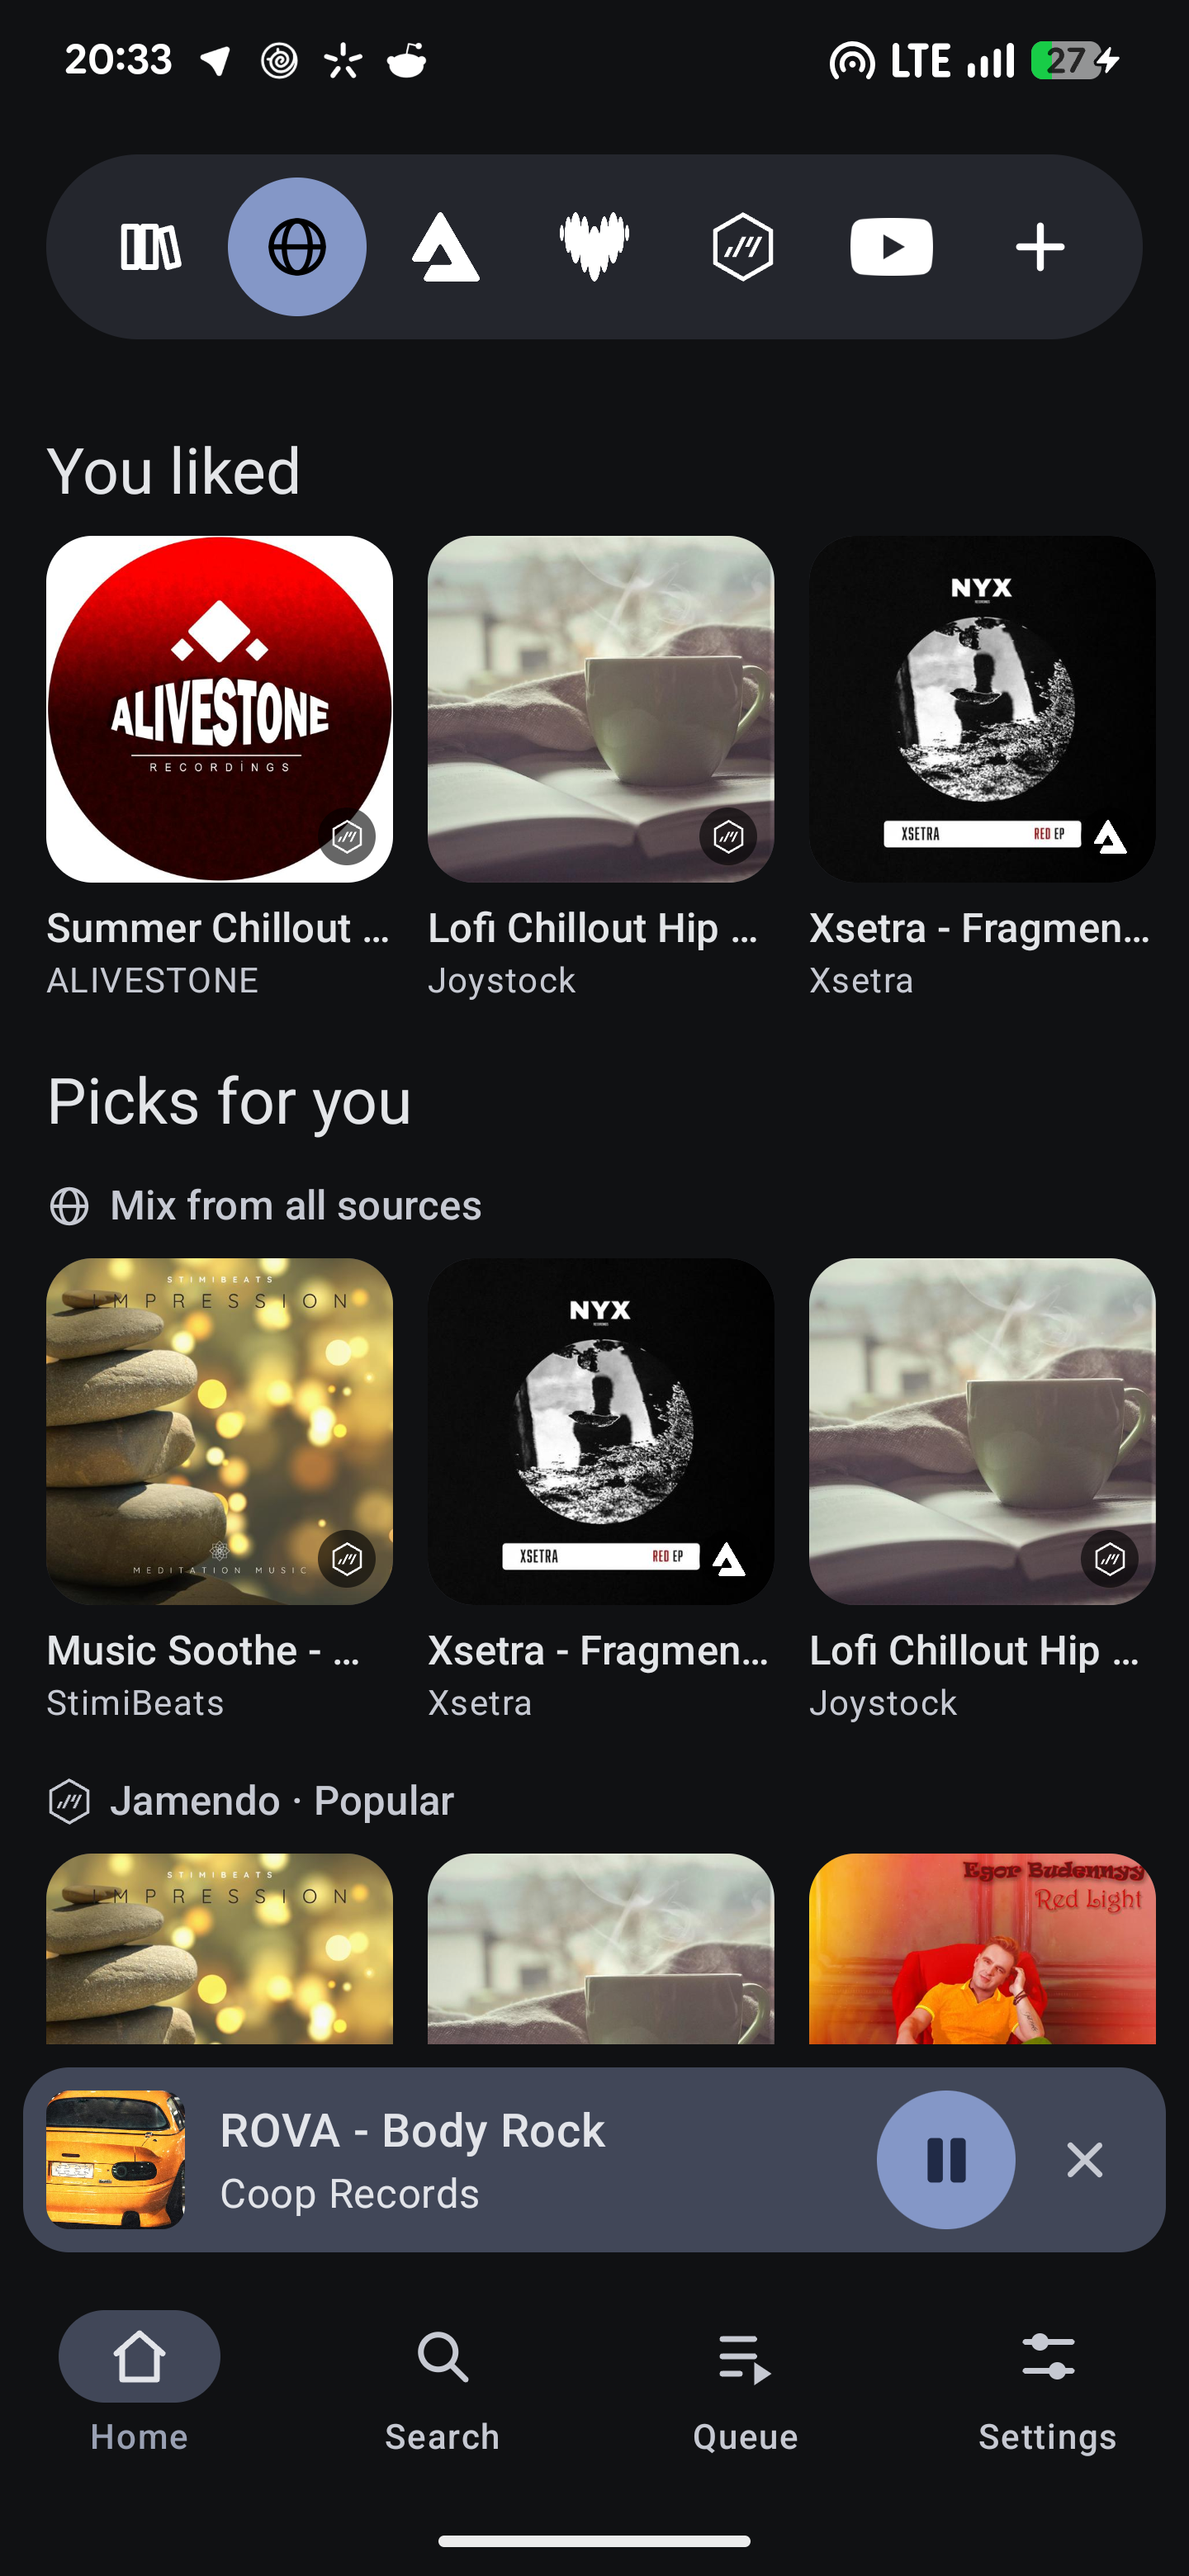 20:33
LTE
27
You liked
ALIVESTONE
RECORDİNGS
NYX
XSETRA
RED EP
Summer Chillout ...
Lofi Chillout Hip ...
Xsetra - Fragmen...
ALIVESTONE
Joystock
Xsetra
Picks for you
Mix from all sources
STIMIBEATS
IMPRESSION
MEDITATION MUSIC
NYX
XSETRA
RED EP
Music Soothe - ...
Xsetra - Fragmen...
Lofi Chillout Hip ...
StimiBeats
Xsetra
Joystock
Jamendo · Popular
STIMIBEATS
IMPRESSION
Egor Budennyy
Red Light
ROVA - Body Rock
Coop Records
Home
Search
Queue
Settings